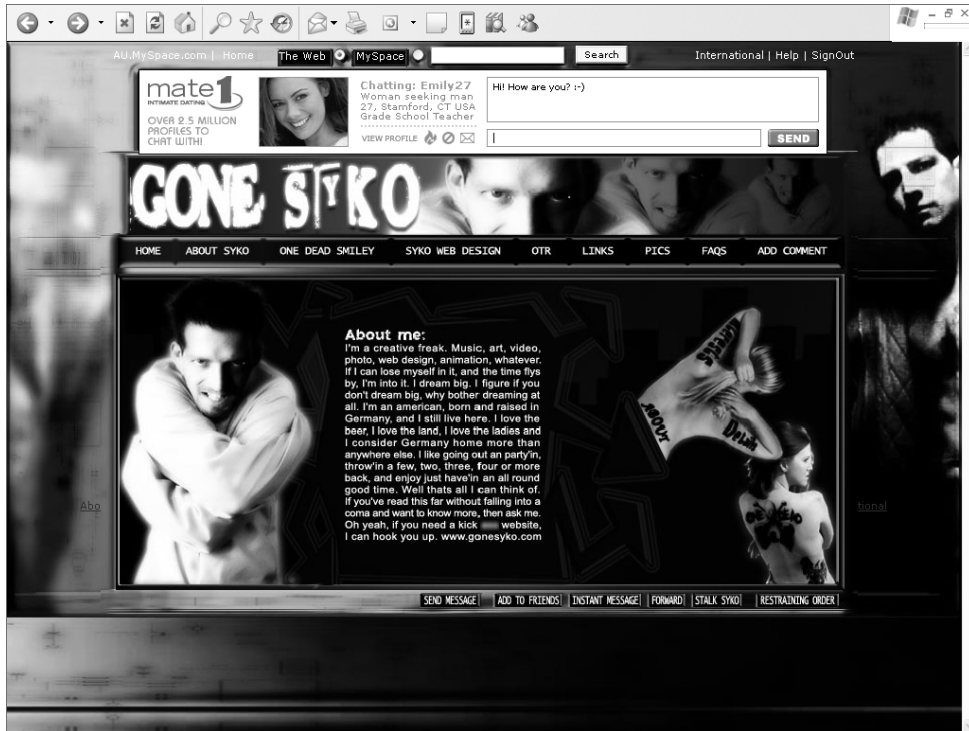 AU.MySpace.com | Home The Web MySpace Search International | Help | SignOut
mate1
INTIMATE DATING
OVER 2.5 MILLION
PROFILES TO
CHAT WITH!
Chatting: Emily27
Woman seeking man
27, Stamford, CT USA
Grade School Teacher
VIEW PROFILE
Hi! How are you? :-)
SEND
GONE SYKO
HOME ABOUT SYKO ONE DEAD SMILEY SYKO WEB DESIGN OTR LINKS PICS FAQS ADD COMMENT
About me:
I'm a creative freak. Music, art, video,
photo, web design, animation, whatever.
If I can lose myself in it, and the time flys
by, I'm into it. I dream big. I figure if you
don't dream big, why bother dreaming at
all. I'm an american, born and raised in
Germany, and I still live here. I love the
beer, I love the land, I love the ladies and
I consider Germany home more than
anywhere else. I like going out an party'in,
throw'in a few, two, three, four or more
back, and enjoy just have'in an all round
good time. Well thats all I can think of.
If you've read this far without falling into a
coma and want to know more, then ask me.
Oh yeah, if you need a kick website,
I can hook you up. www.gonesyko.com
ABOUT
Abo
tional
SEND MESSAGE ADD TO FRIENDS INSTANT MESSAGE FORWARD STALK SYKO RESTRAINING ORDER